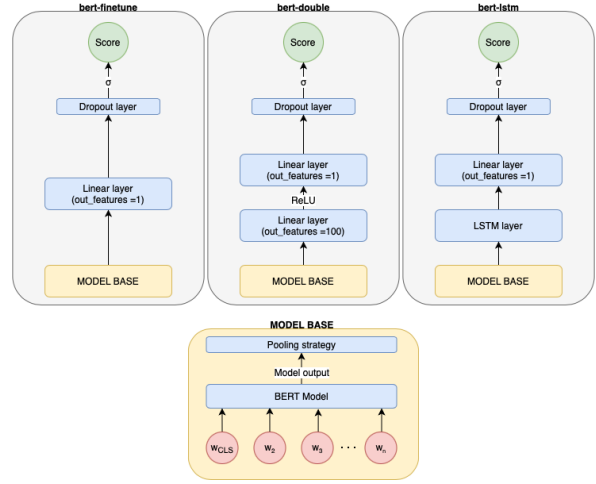 bert-finetune
Score
σ
Dropout layer
Linear layer
(out_features =1)
MODEL BASE
bert-double
Score
σ
Dropout layer
Linear layer
(out_features =1)
ReLU
Linear layer
(out_features =100)
MODEL BASE
bert-lstm
Score
σ
Dropout layer
Linear layer
(out_features =1)
LSTM layer
MODEL BASE
MODEL BASE
Pooling strategy
Model output
BERT Model
wCLS w2 w3 · · · wn